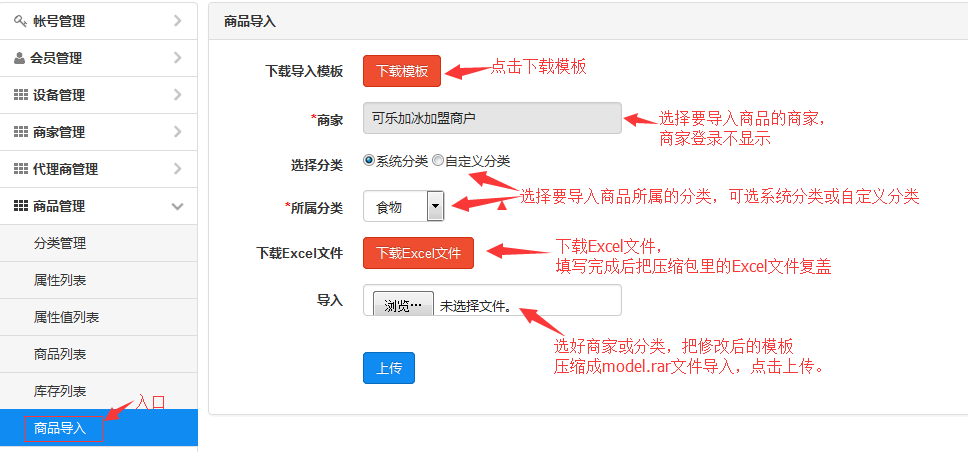 帐号管理
会员管理
设备管理
商家管理
代理商管理
商品管理
分类管理
属性列表
属性值列表
商品列表
库存列表
商品导入
入口
商品导入
下载导入模板
下载模板
点击下载模板
*商家
可乐加冰加盟商户
选择要导入商品的商家，
商家登录不显示
选择分类
系统分类
自定义分类
*所属分类
食物
选择要导入商品所属的分类，可选系统分类或自定义分类
下载Excel文件
下载Excel文件
下载Excel文件，
填写完成后把压缩包里的Excel文件复盖
导入
浏览…
未选择文件。
选好商家或分类，把修改后的模板
压缩成model.rar文件导入，点击上传。
上传